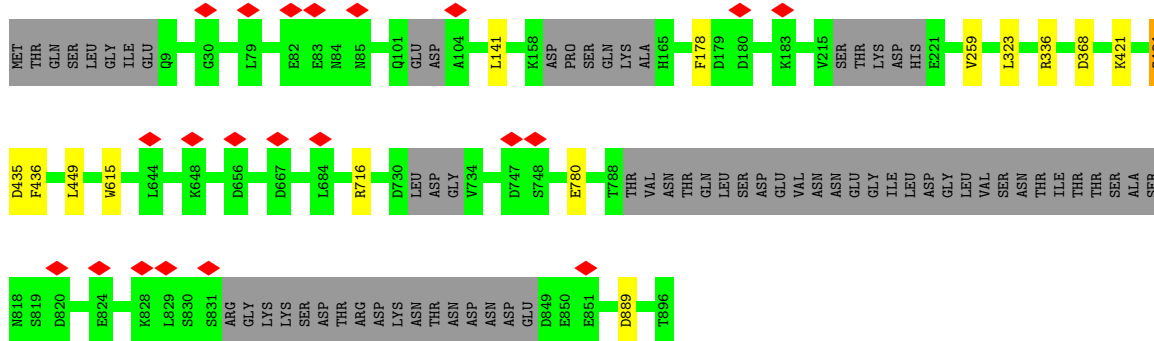 MET THR GLN SER LEU GLY ILE GLU Q9 G30 L79 E82 E83 N84 N85 Q101 GLU ASP A104 L141 K158 ASP PRO SER GLN LYS ALA H165 F178 D179 D180 K183 V215 SER THR LYS ASP HIS E221 V259 L323 R336 D368 K421
D435 F436 L449 W615 L644 K648 D656 D667 L684 R716 D730 LEU ASP GLY V734 D747 S748 E780 T788 THR VAL ASN THR GLN LEU SER ASP GLU VAL ASN ASN GLU GLY ILE LEU ASP GLY LEU VAL SER ASN THR ILE THR THR SER ALA SER
N818 S819 D820 E824 K828 L829 S830 S831 ARG GLY LYS LYS SER ASP THR ARG ASP LYS ASN THR ASN ASP ASN ASP GLU D849 E850 E851 D889 T896